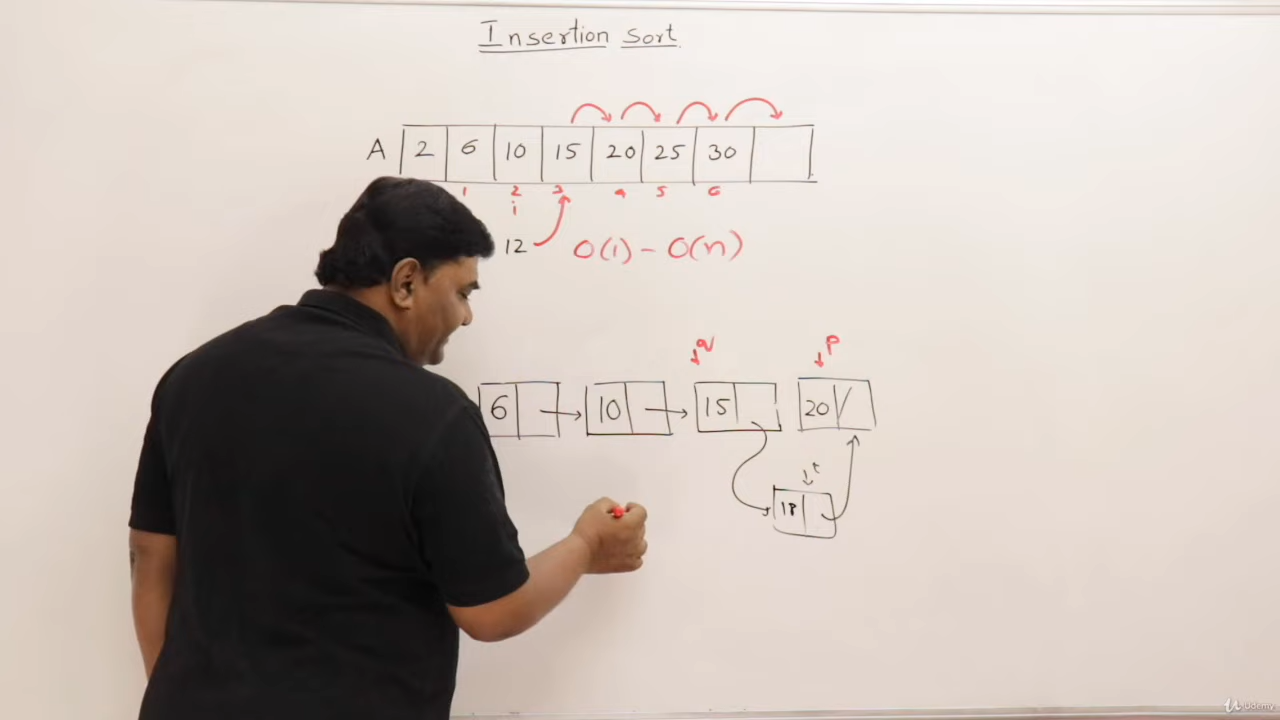 Insertion Sort
A 2 6 10 15 20 25 30
1 2 3 4 5 6
i
12 O(1) - O(n)
q p
6 10 15 20 /
t
18
Udemy